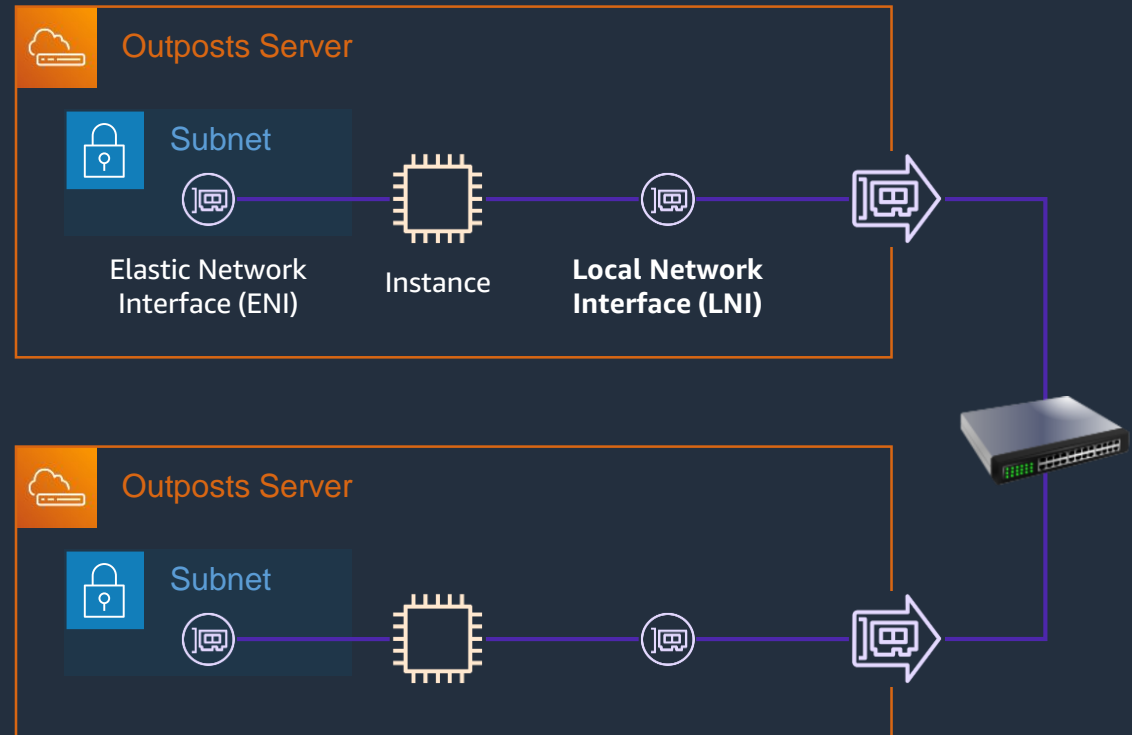 Outposts Server
Subnet
Elastic Network
Interface (ENI)
Instance
Local Network
Interface (LNI)
Outposts Server
Subnet